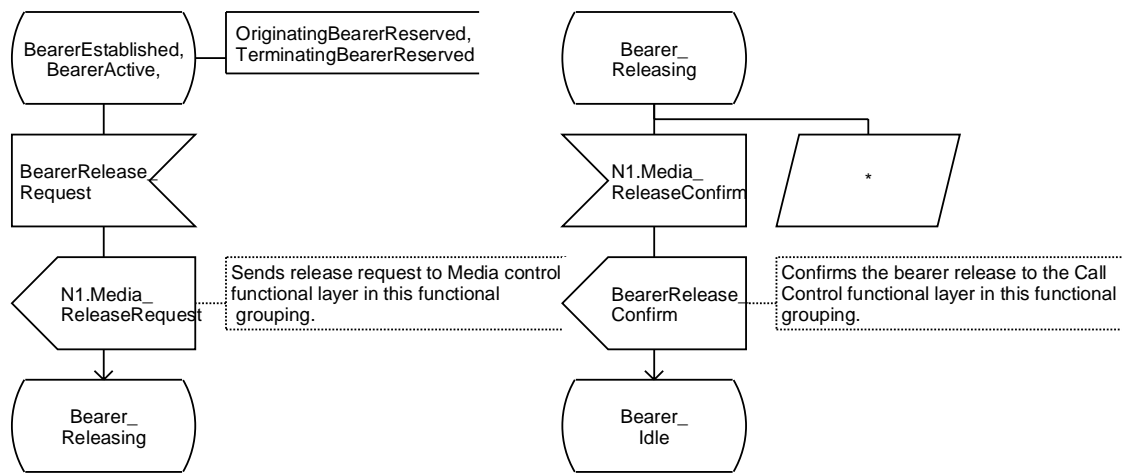 BearerEstablished,
BearerActive,
OriginatingBearerReserved,
TerminatingBearerReserved
BearerRelease_
Request
N1.Media_
ReleaseRequest
Sends release request to Media control
functional layer in this functional
grouping.
Bearer_
Releasing
Bearer_
Releasing
N1.Media_
ReleaseConfirm
*
BearerRelease_
Confirm
Confirms the bearer release to the Call
Control functional layer in this functional
grouping.
Bearer_
Idle